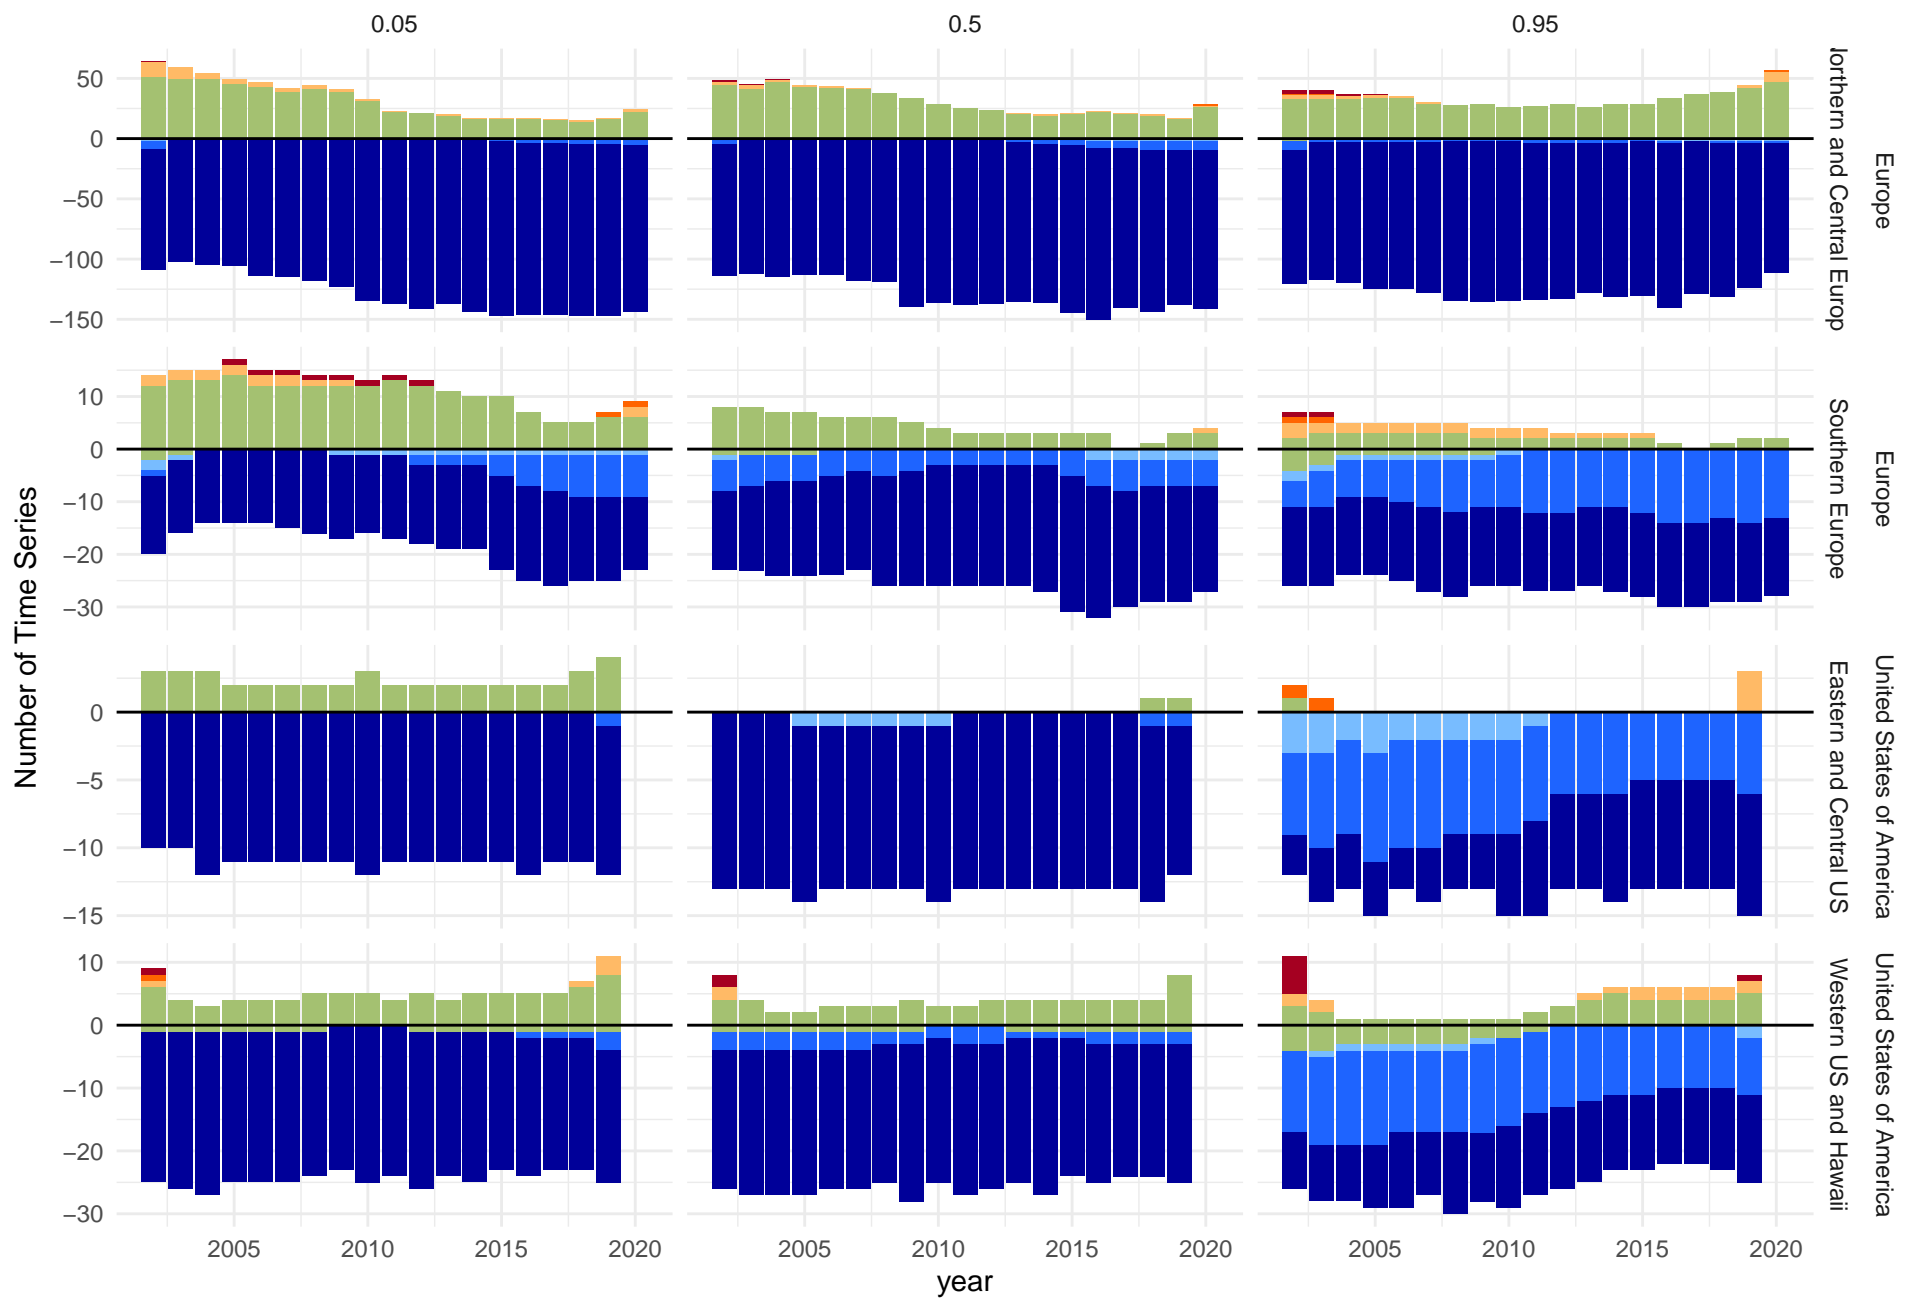 0.05 0.5 0.95
50
0
−50
−100
−150
Northern and Central Europ
Europe
10
0
−10
−20
−30
Southern Europe
Europe
0
−5
−10
−15
Eastern and Central US
United States of America
10
0
−10
−20
−30
Western US and Hawaii
United States of America
Number of Time Series
2005 2010 2015 2020 2005 2010 2015 2020 2005 2010 2015 2020
year